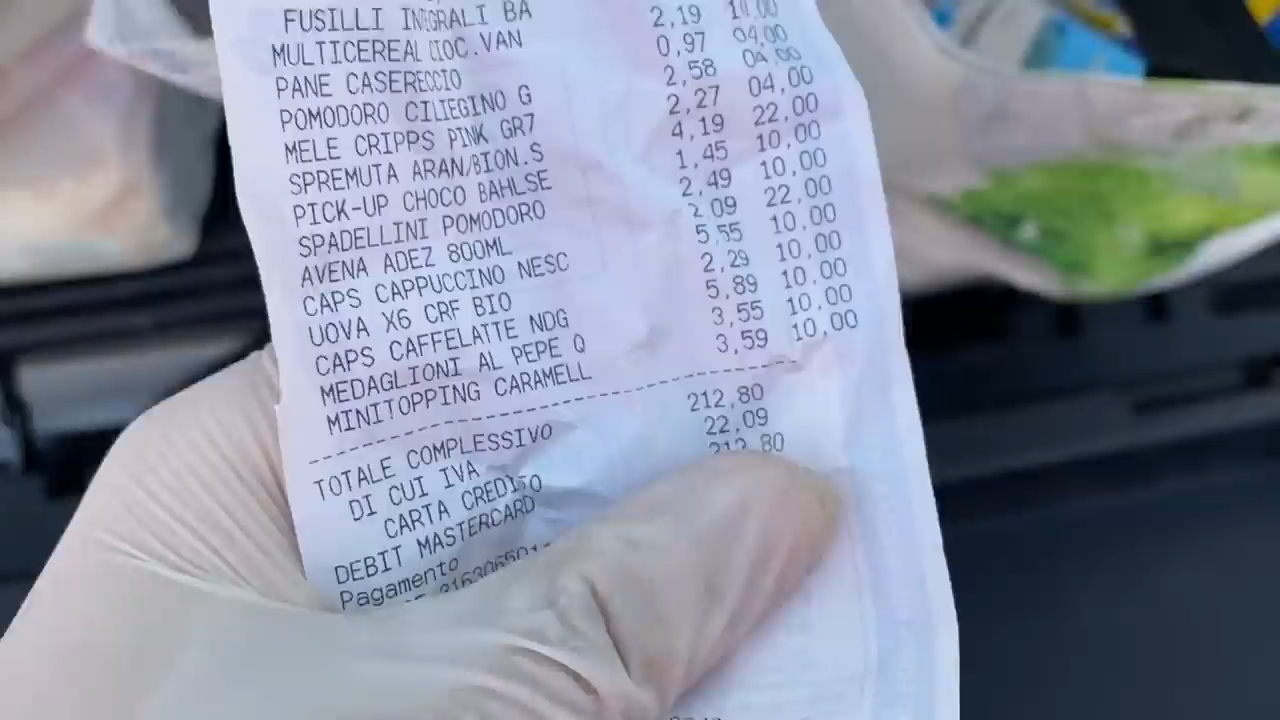 FUSILLI INTEGRALI BA
MULTICEREAL CIOC.VAN 2,19 10,00
PANE CASERECCIO 0,97 04,00
POMODORO CILIEGINO G 2,58 04,00
MELE CRIPPS PINK GR7 2,27 04,00
SPREMUTA ARAN/BION.S 4,19 22,00
PICK-UP CHOCO BAHLSE 1,45 10,00
SPADELLINI POMODORO 2,49 10,00
AVENA ADEZ 800ML 2,09 22,00
CAPS CAPPUCCINO NESC 5,55 10,00
UOVA X6 CRF BIO 2,29 10,00
CAPS CAFFELATTE NDG 5,89 10,00
MEDAGLIONI AL PEPE Q 3,55 10,00
MINITOPPING CARAMELL 3,59 10,00
TOTALE COMPLESSIVO 212,80
DI CUI IVA 22,09
CARTA CREDITO 212,80
DEBIT MASTERCARD
Pagamento